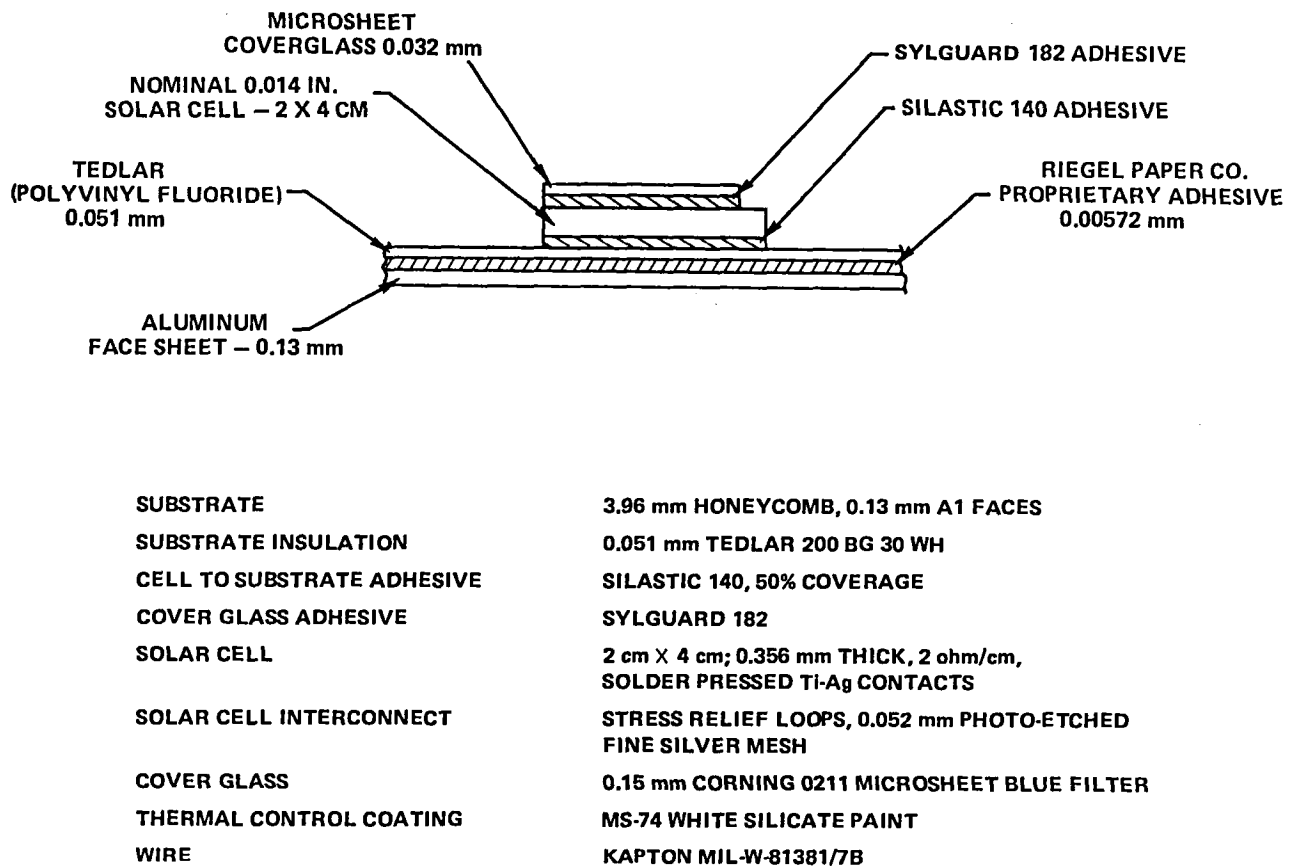 MICROSHEET
COVERGLASS 0.032 mm
SYLGUARD 182 ADHESIVE
NOMINAL 0.014 IN.
SOLAR CELL – 2 X 4 CM
SILASTIC 140 ADHESIVE
TEDLAR
(POLYVINYL FLUORIDE)
0.051 mm
RIEGEL PAPER CO.
PROPRIETARY ADHESIVE
0.00572 mm
ALUMINUM
FACE SHEET – 0.13 mm
SUBSTRATE 3.96 mm HONEYCOMB, 0.13 mm A1 FACES
SUBSTRATE INSULATION 0.051 mm TEDLAR 200 BG 30 WH
CELL TO SUBSTRATE ADHESIVE SILASTIC 140, 50% COVERAGE
COVER GLASS ADHESIVE SYLGUARD 182
SOLAR CELL 2 cm X 4 cm; 0.356 mm THICK, 2 ohm/cm,
SOLDER PRESSED Ti-Ag CONTACTS
SOLAR CELL INTERCONNECT STRESS RELIEF LOOPS, 0.052 mm PHOTO-ETCHED
FINE SILVER MESH
COVER GLASS 0.15 mm CORNING 0211 MICROSHEET BLUE FILTER
THERMAL CONTROL COATING MS-74 WHITE SILICATE PAINT
WIRE KAPTON MIL-W-81381/7B